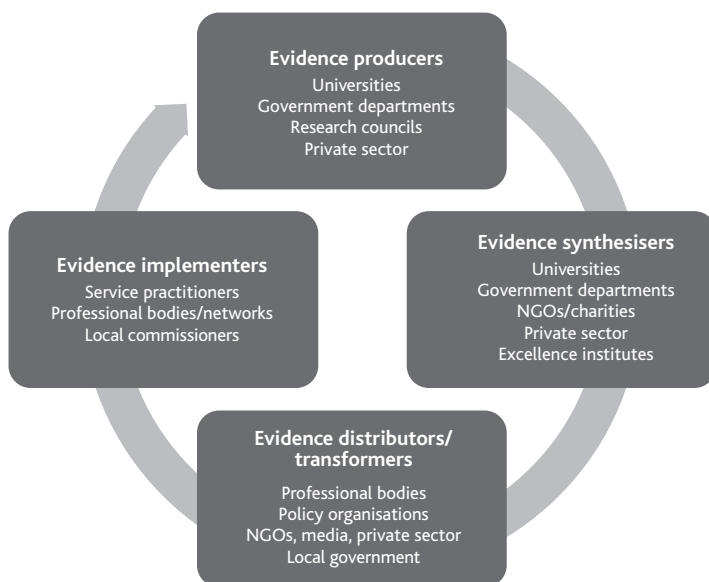 Evidence producers
Universities
Government departments
Research councils
Private sector
Evidence synthesisers
Universities
Government departments
NGOs/charities
Private sector
Excellence institutes
Evidence distributors/
transformers
Professional bodies
Policy organisations
NGOs, media, private sector
Local government
Evidence implementers
Service practitioners
Professional bodies/networks
Local commissioners